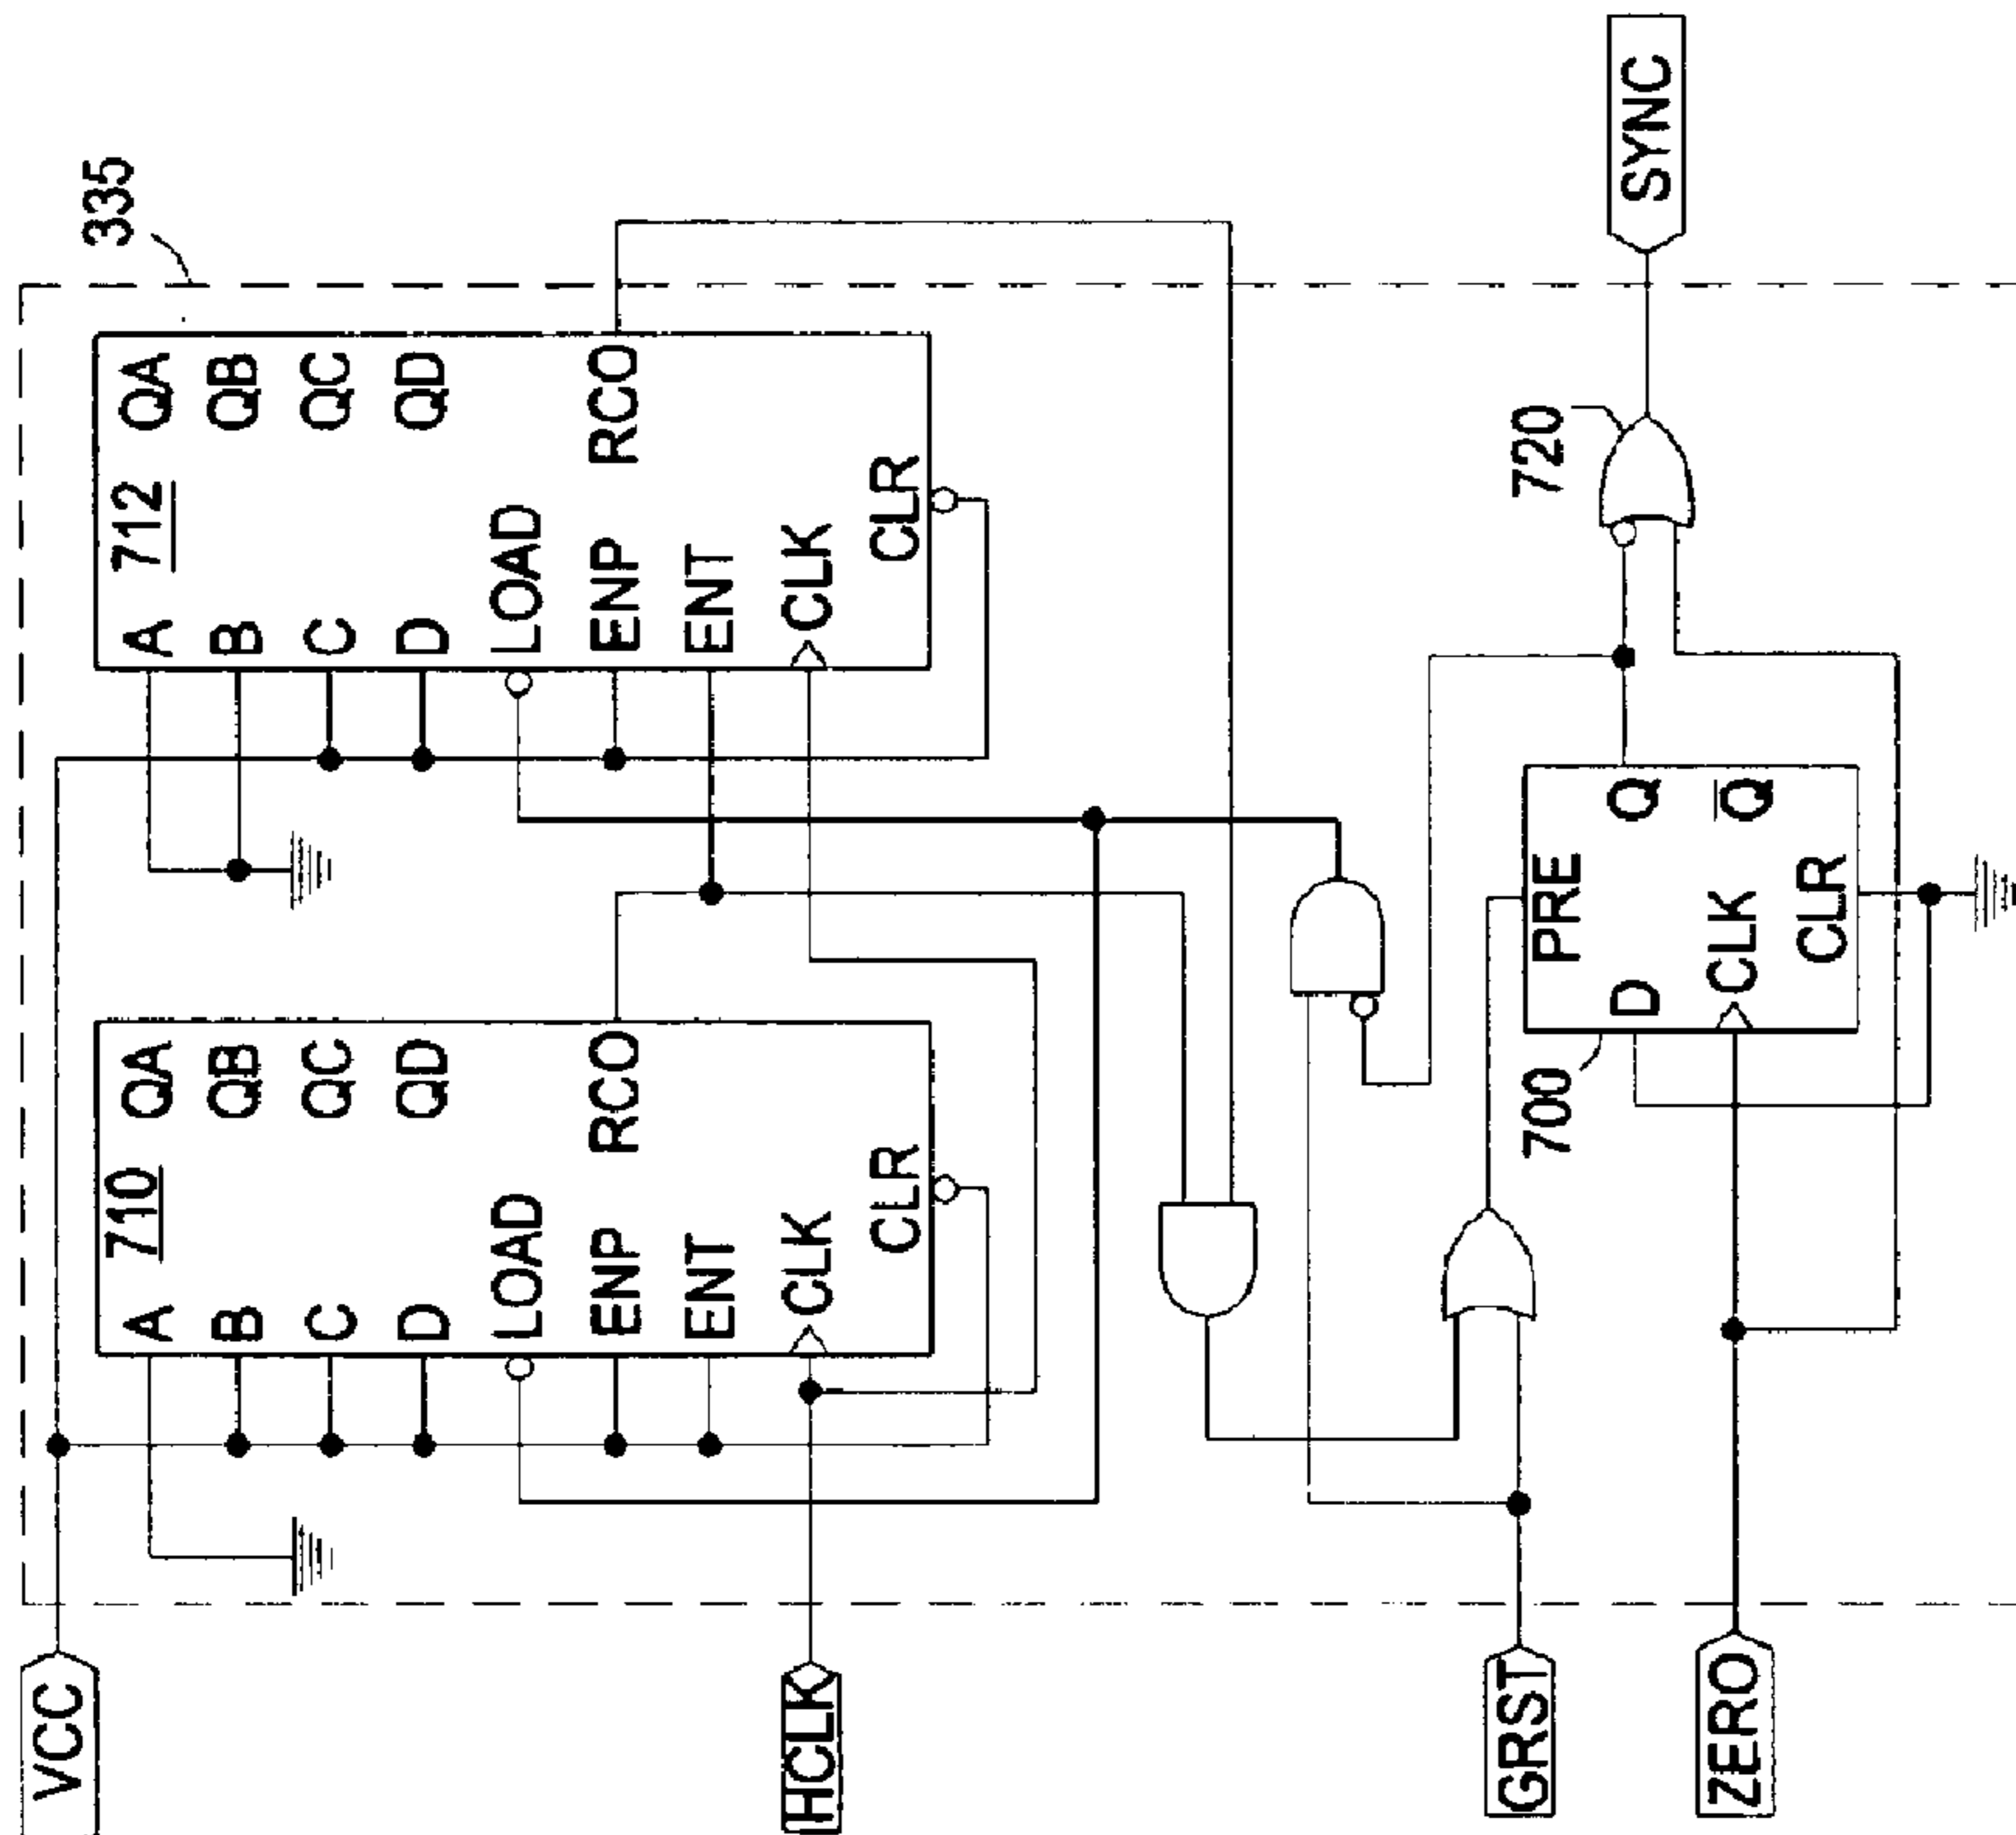 335
VCC
HCLK
GRST
ZERO
710
A QA
B QB
C QC
D QD
LOAD
ENP RCO
ENT
CLK
CLR
712
A QA
B QB
C QC
D QD
LOAD
ENP RCO
ENT
CLK
CLR
700
PRE
D Q
CLK Q̅
CLR
720
SYNC